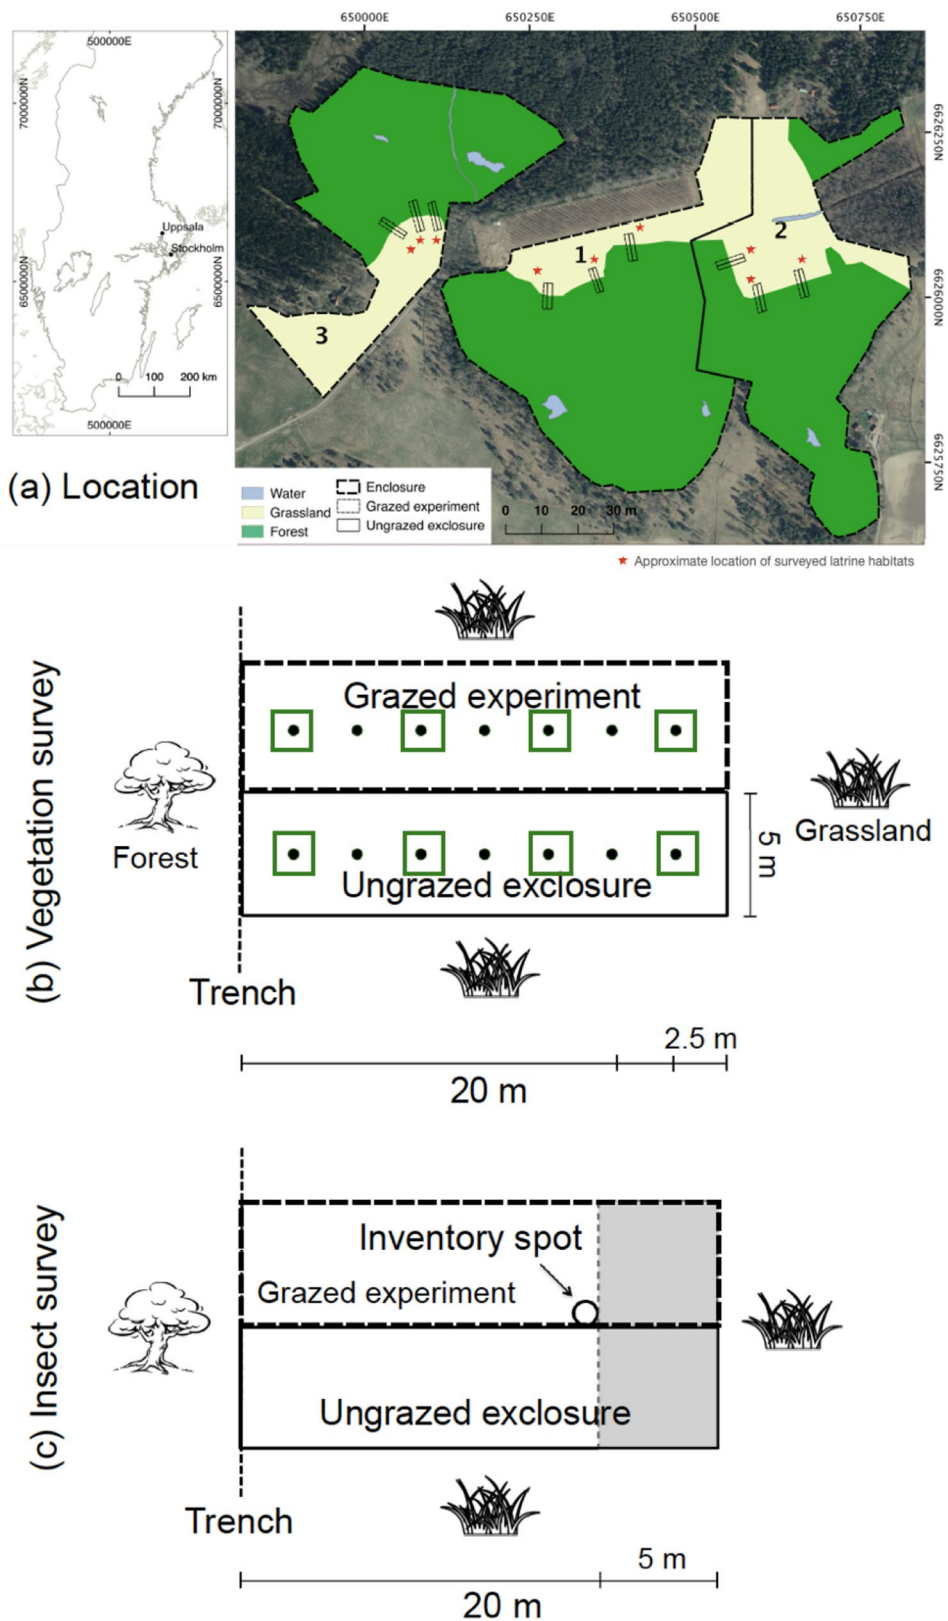 650000E 650250E 650500E 650750E
500000E
7000000N 7000000N
6626250N
Uppsala
Stockholm
1 2
6500000N 6500000N
6626000N
3
0 100 200 km
500000E
6625750N
(a) Location
Water
Grassland
Forest
Enclosure
Grazed experiment
Ungrazed exclosure
0 10 20 30 m
Approximate location of surveyed latrine habitats
(b) Vegetation survey
Grazed experiment
Forest
Ungrazed exclosure
5 m
Grassland
Trench
2.5 m
20 m
(c) Insect survey
Inventory spot
Grazed experiment
Ungrazed exclosure
Trench
5 m
20 m